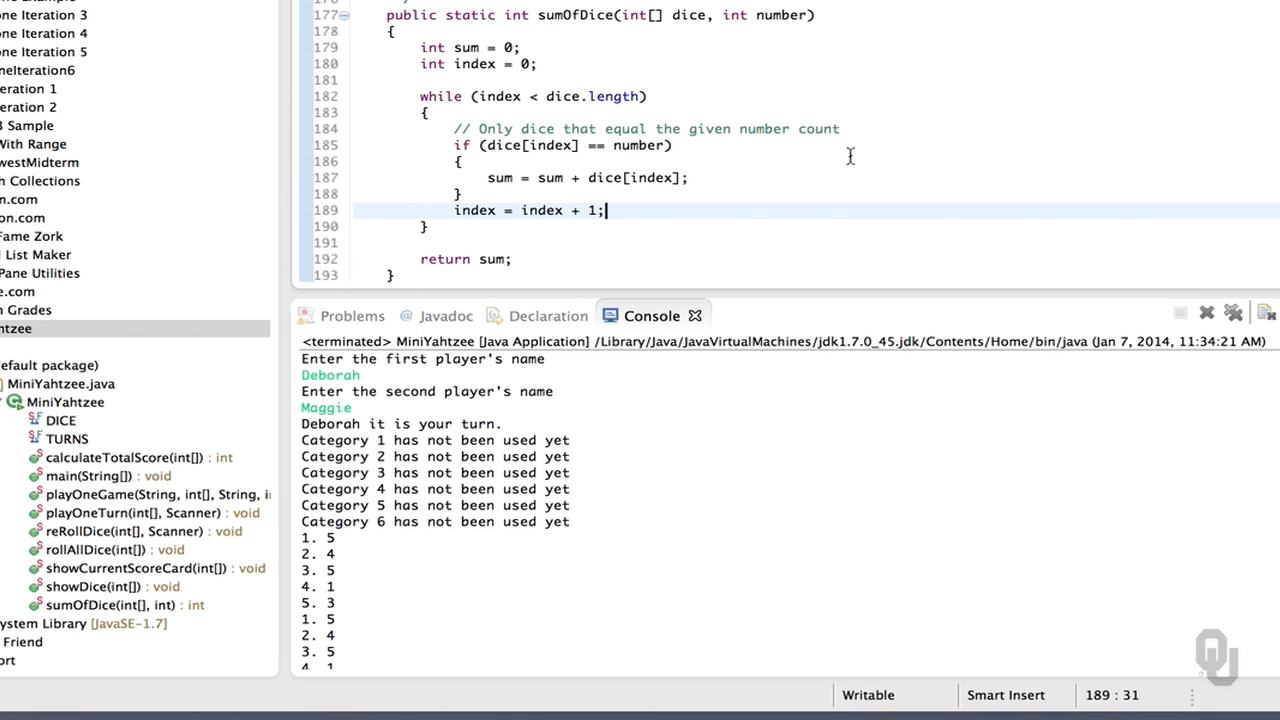 one Iteration 3
one Iteration 4
one Iteration 5
neIteration6
eration 1
eration 2
3 Sample
With Range
westMidterm
th Collections
on.com
e.com
Fame Zork
d List Maker
Pane Utilities
e.com
n Grades
htzee
efault package)
MiniYahtzee.java
MiniYahtzee
DICE
TURNS
calculateTotalScore(int[]) : int
main(String[]) : void
playOneGame(String, int[], String, i
playOneTurn(int[], Scanner) : void
reRollDice(int[], Scanner) : void
rollAllDice(int[]) : void
showCurrentScoreCard(int[]) : void
showDice(int[]) : void
sumOfDice(int[], int) : int
ystem Library [JavaSE-1.7]
Friend
ort
177 public static int sumOfDice(int[] dice, int number)
178 {
179 int sum = 0;
180 int index = 0;
181
182 while (index < dice.length)
183 {
184 // Only dice that equal the given number count
185 if (dice[index] == number)
186 {
187 sum = sum + dice[index];
188 }
189 index = index + 1;
190 }
191
192 return sum;
193 }
Problems @ Javadoc Declaration Console
<terminated> MiniYahtzee [Java Application] /Library/Java/JavaVirtualMachines/jdk1.7.0_45.jdk/Contents/Home/bin/java (Jan 7, 2014, 11:34:21 AM)
Enter the first player's name
Deborah
Enter the second player's name
Maggie
Deborah it is your turn.
Category 1 has not been used yet
Category 2 has not been used yet
Category 3 has not been used yet
Category 4 has not been used yet
Category 5 has not been used yet
Category 6 has not been used yet
1. 5
2. 4
3. 5
4. 1
5. 3
1. 5
2. 4
3. 5
4. 1
Writable Smart Insert 189 : 31